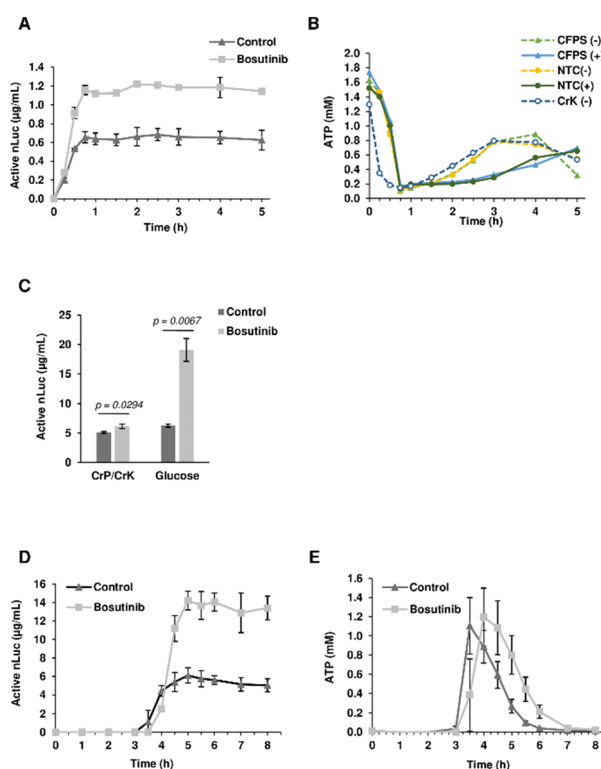 A
Control
Bosutinib
Active nLuc (µg/mL)
1.4
1.2
1.0
0.8
0.6
0.4
0.2
0.0
0 1 2 3 4 5
Time (h)
B
CFPS (-)
CFPS (+
NTC(-)
NTC(+)
CrK (-)
ATP (mM)
2.0
1.8
1.6
1.4
1.2
1.0
0.8
0.6
0.4
0.2
0.0
0 1 2 3 4 5
Time (h)
C
Control
Bosutinib
Active nLuc (µg/mL)
25
20
15
10
5
0
p = 0.0294
p = 0.0067
CrP/CrK Glucose
D
Control
Bosutinib
Active nLuc (µg/mL)
16
14
12
10
8
6
4
2
0
0 1 2 3 4 5 6 7 8
Time (h)
E
Control
Bosutinib
ATP (mM)
1.6
1.4
1.2
1.0
0.8
0.6
0.4
0.2
0.0
0 1 2 3 4 5 6 7 8
Time (h)